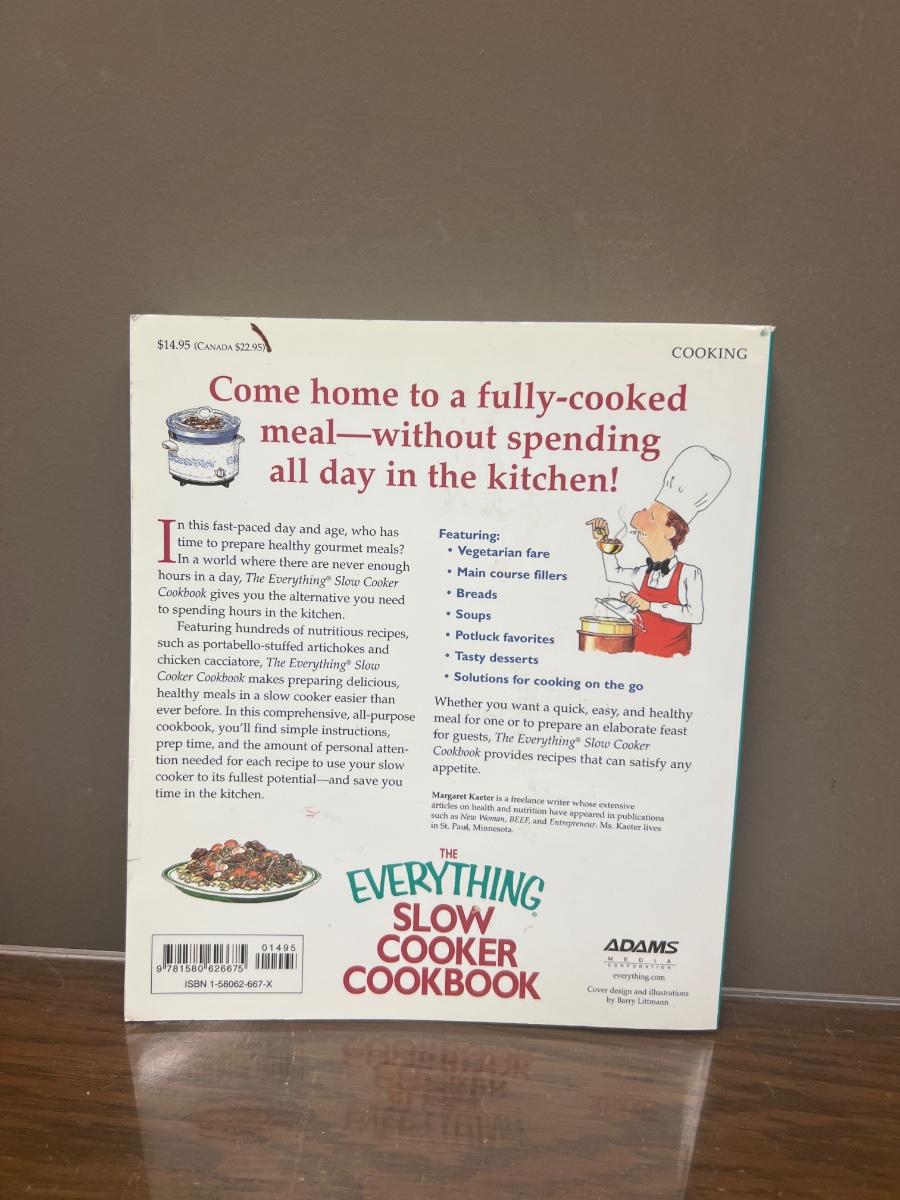 $14.95 (CANADA $22.95)
COOKING
Come home to a fully-cooked
meal—without spending
all day in the kitchen!
In this fast-paced day and age, who has
time to prepare healthy gourmet meals?
In a world where there are never enough
hours in a day, The Everything® Slow Cooker
Cookbook gives you the alternative you need
to spending hours in the kitchen.
Featuring hundreds of nutritious recipes,
such as portabello-stuffed artichokes and
chicken cacciatore, The Everything® Slow
Cooker Cookbook makes preparing delicious,
healthy meals in a slow cooker easier than
ever before. In this comprehensive, all-purpose
cookbook, you'll find simple instructions,
prep time, and the amount of personal atten-
tion needed for each recipe to use your slow
cooker to its fullest potential—and save you
time in the kitchen.
Featuring:
• Vegetarian fare
• Main course fillers
• Breads
• Soups
• Potluck favorites
• Tasty desserts
• Solutions for cooking on the go
Whether you want a quick, easy, and healthy
meal for one or to prepare an elaborate feast
for guests, The Everything® Slow Cooker
Cookbook provides recipes that can satisfy any
appetite.
Margaret Kaeter is a freelance writer whose extensive
articles on health and nutrition have appeared in publications
such as New Woman, BEEF, and Entrepreneur. Ms. Kaeter lives
in St. Paul, Minnesota.
THE
EVERYTHING®
SLOW
COOKER
COOKBOOK
01495
9 781580 626675
ISBN 1-58062-667-X
ADAMS
MEDIA
CORPORATION
everything.com
Cover design and illustrations
by Barry Littmann